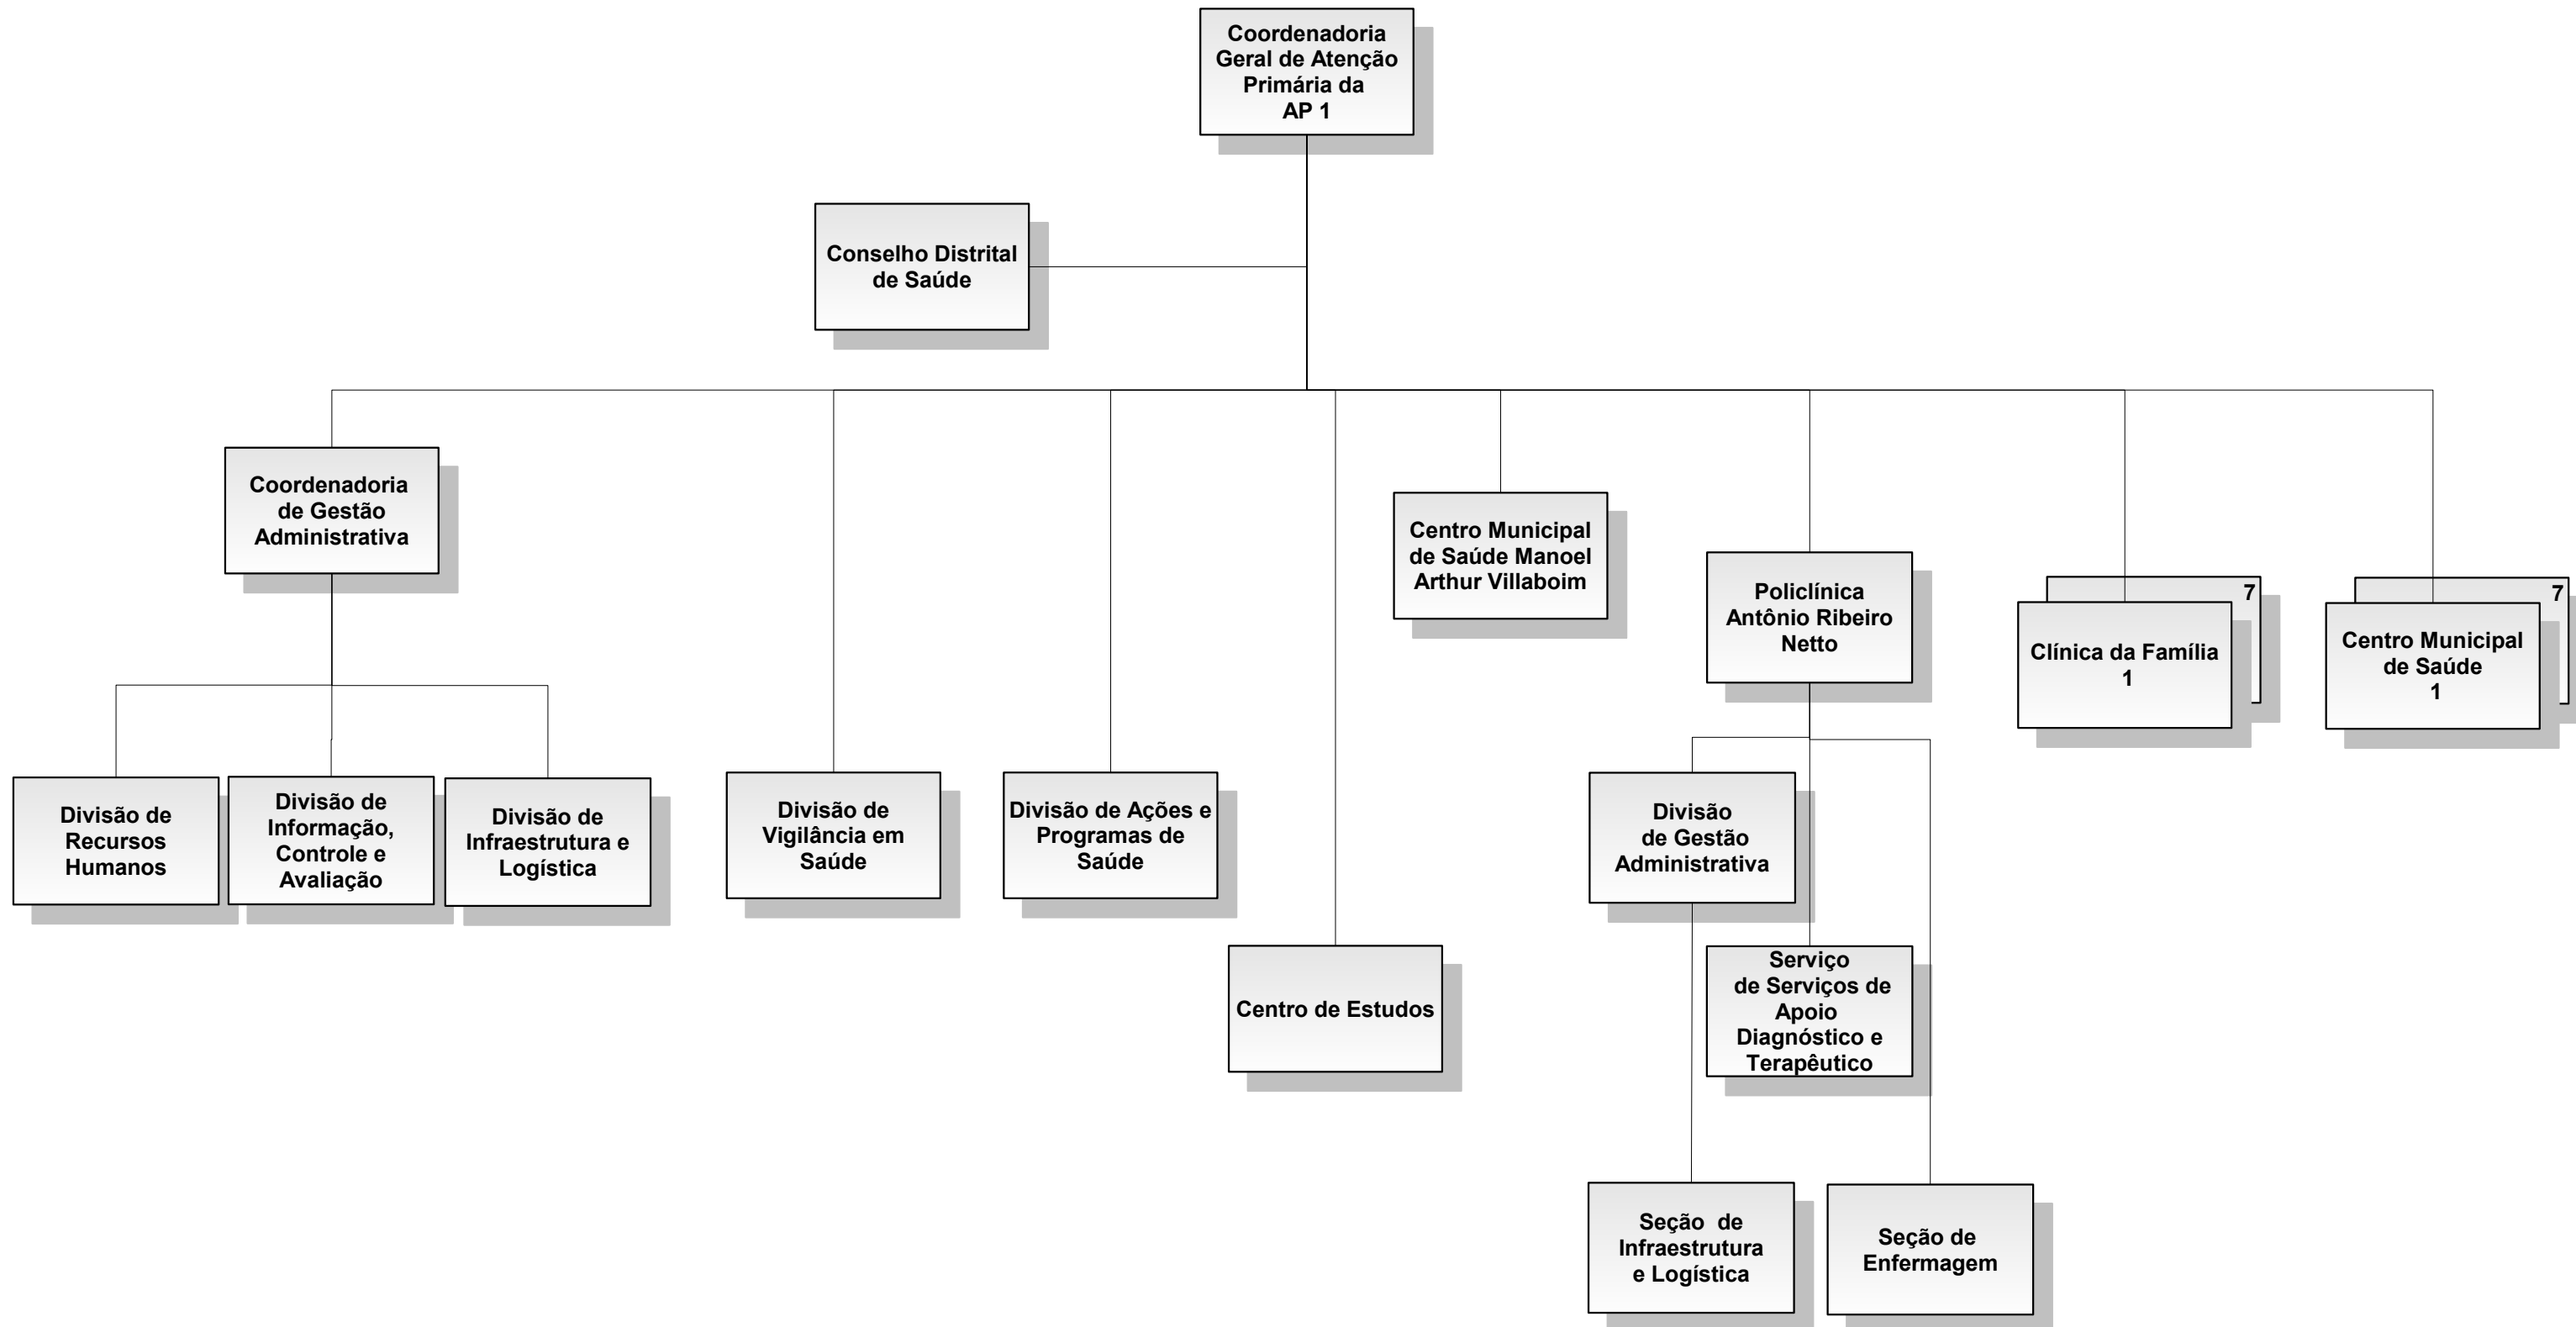 Coordenadoria
Geral de Atenção
Primária da
AP 1
Conselho Distrital
de Saúde
Coordenadoria
de Gestão
Administrativa
Centro Municipal
de Saúde Manoel
Arthur Villaboim
Policlínica
Antônio Ribeiro
Netto
7
Clínica da Família
1
7
Centro Municipal
de Saúde
1
Divisão de
Recursos
Humanos
Divisão de
Informação,
Controle e
Avaliação
Divisão de
Infraestrutura e
Logística
Divisão de
Vigilância em
Saúde
Divisão de Ações e
Programas de
Saúde
Divisão
de Gestão
Administrativa
Centro de Estudos
Serviço
de Serviços de
Apoio
Diagnóstico e
Terapêutico
Seção de
Infraestrutura
e Logística
Seção de
Enfermagem